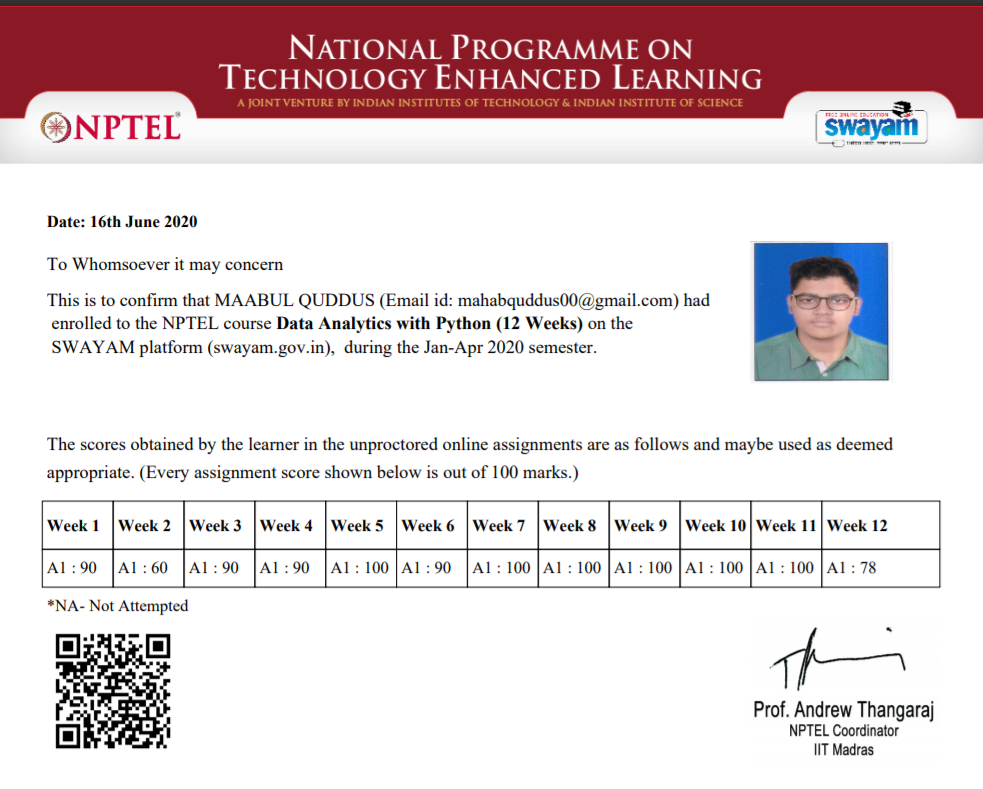 NATIONAL PROGRAMME ON
TECHNOLOGY ENHANCED LEARNING
A JOINT VENTURE BY INDIAN INSTITUTES OF TECHNOLOGY & INDIAN INSTITUTE OF SCIENCE
NPTEL®
FREE ONLINE EDUCATION
swayam
Date: 16th June 2020
To Whomsoever it may concern
This is to confirm that MAABUL QUDDUS (Email id: mahabquddus00@gmail.com) had
enrolled to the NPTEL course Data Analytics with Python (12 Weeks) on the
SWAYAM platform (swayam.gov.in), during the Jan-Apr 2020 semester.
The scores obtained by the learner in the unproctored online assignments are as follows and maybe used as deemed
appropriate. (Every assignment score shown below is out of 100 marks.)
Week 1 Week 2 Week 3 Week 4 Week 5 Week 6 Week 7 Week 8 Week 9 Week 10 Week 11 Week 12
A1 : 90 A1 : 60 A1 : 90 A1 : 90 A1 : 100 A1 : 90 A1 : 100 A1 : 100 A1 : 100 A1 : 100 A1 : 100 A1 : 78
*NA- Not Attempted
Prof. Andrew Thangaraj
NPTEL Coordinator
IIT Madras